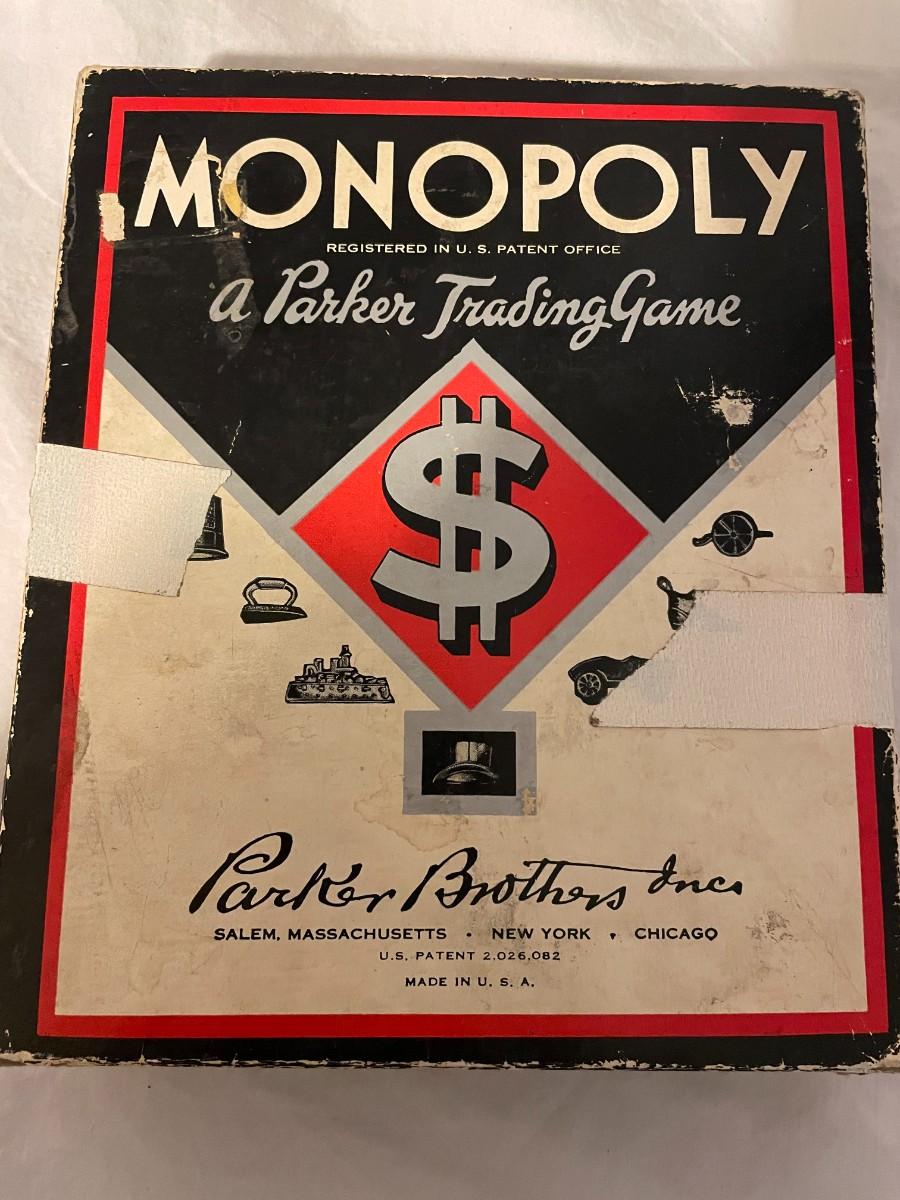 MONOPOLY
REGISTERED IN U. S. PATENT OFFICE
a Parker Trading Game
$
Parker Brothers Inc.
SALEM, MASSACHUSETTS • NEW YORK • CHICAGO
U.S. PATENT 2,026,082
MADE IN U. S. A.